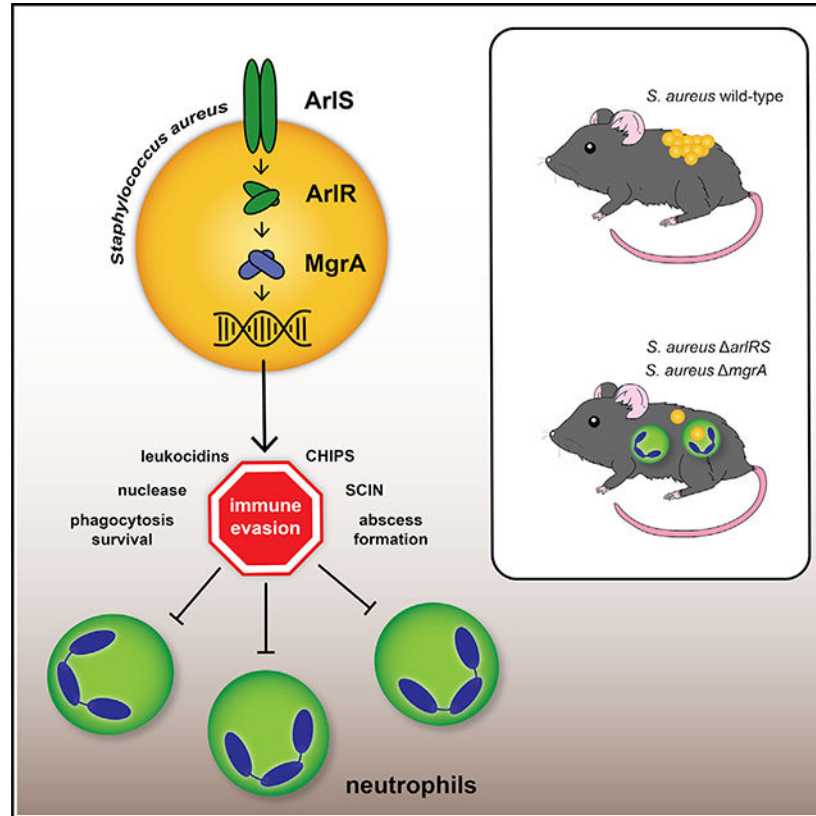 Staphylococcus aureus
ArlS
ArlR
MgrA
leukocidins
CHIPS
nuclease
SCIN
phagocytosis
survival
immune
evasion
abscess
formation
neutrophils
S. aureus wild-type
S. aureus ΔarlRS
S. aureus ΔmgrA